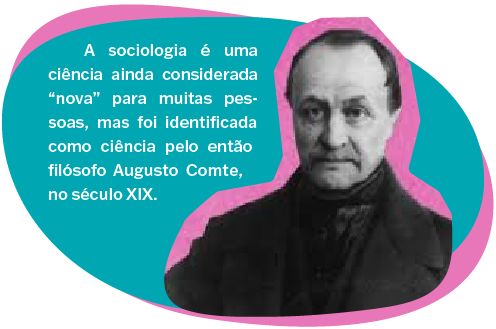 A sociologia é uma
ciência ainda considerada
“nova” para muitas pes-
soas, mas foi identificada
como ciência pelo então
filósofo Augusto Comte,
no século XIX.